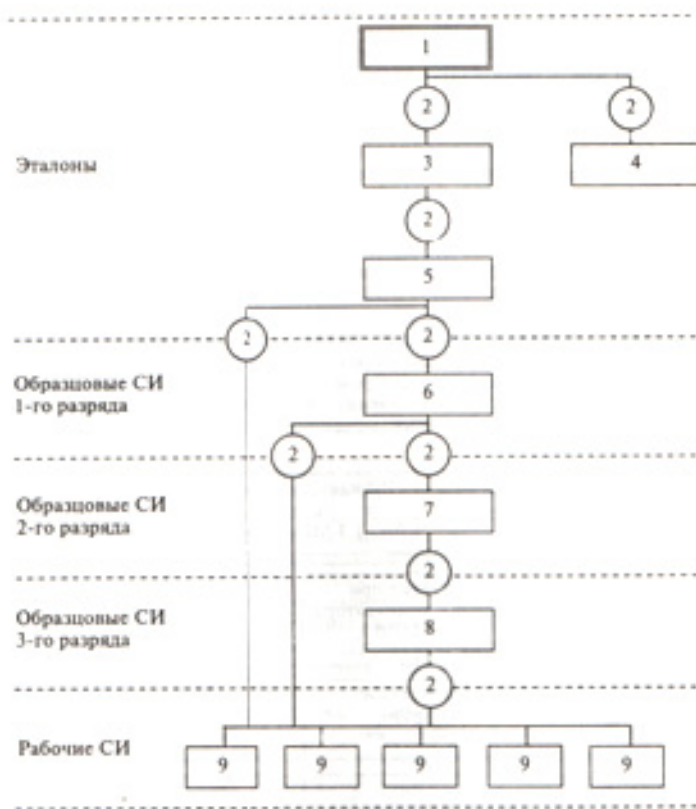 1
2 2
Эталоны
3 4
2
5
2 2
Образцовые СИ
1-го разряда
6
2 2
Образцовые СИ
2-го разряда
7
2
Образцовые СИ
3-го разряда
8
2
Рабочие СИ
9 9 9 9 9